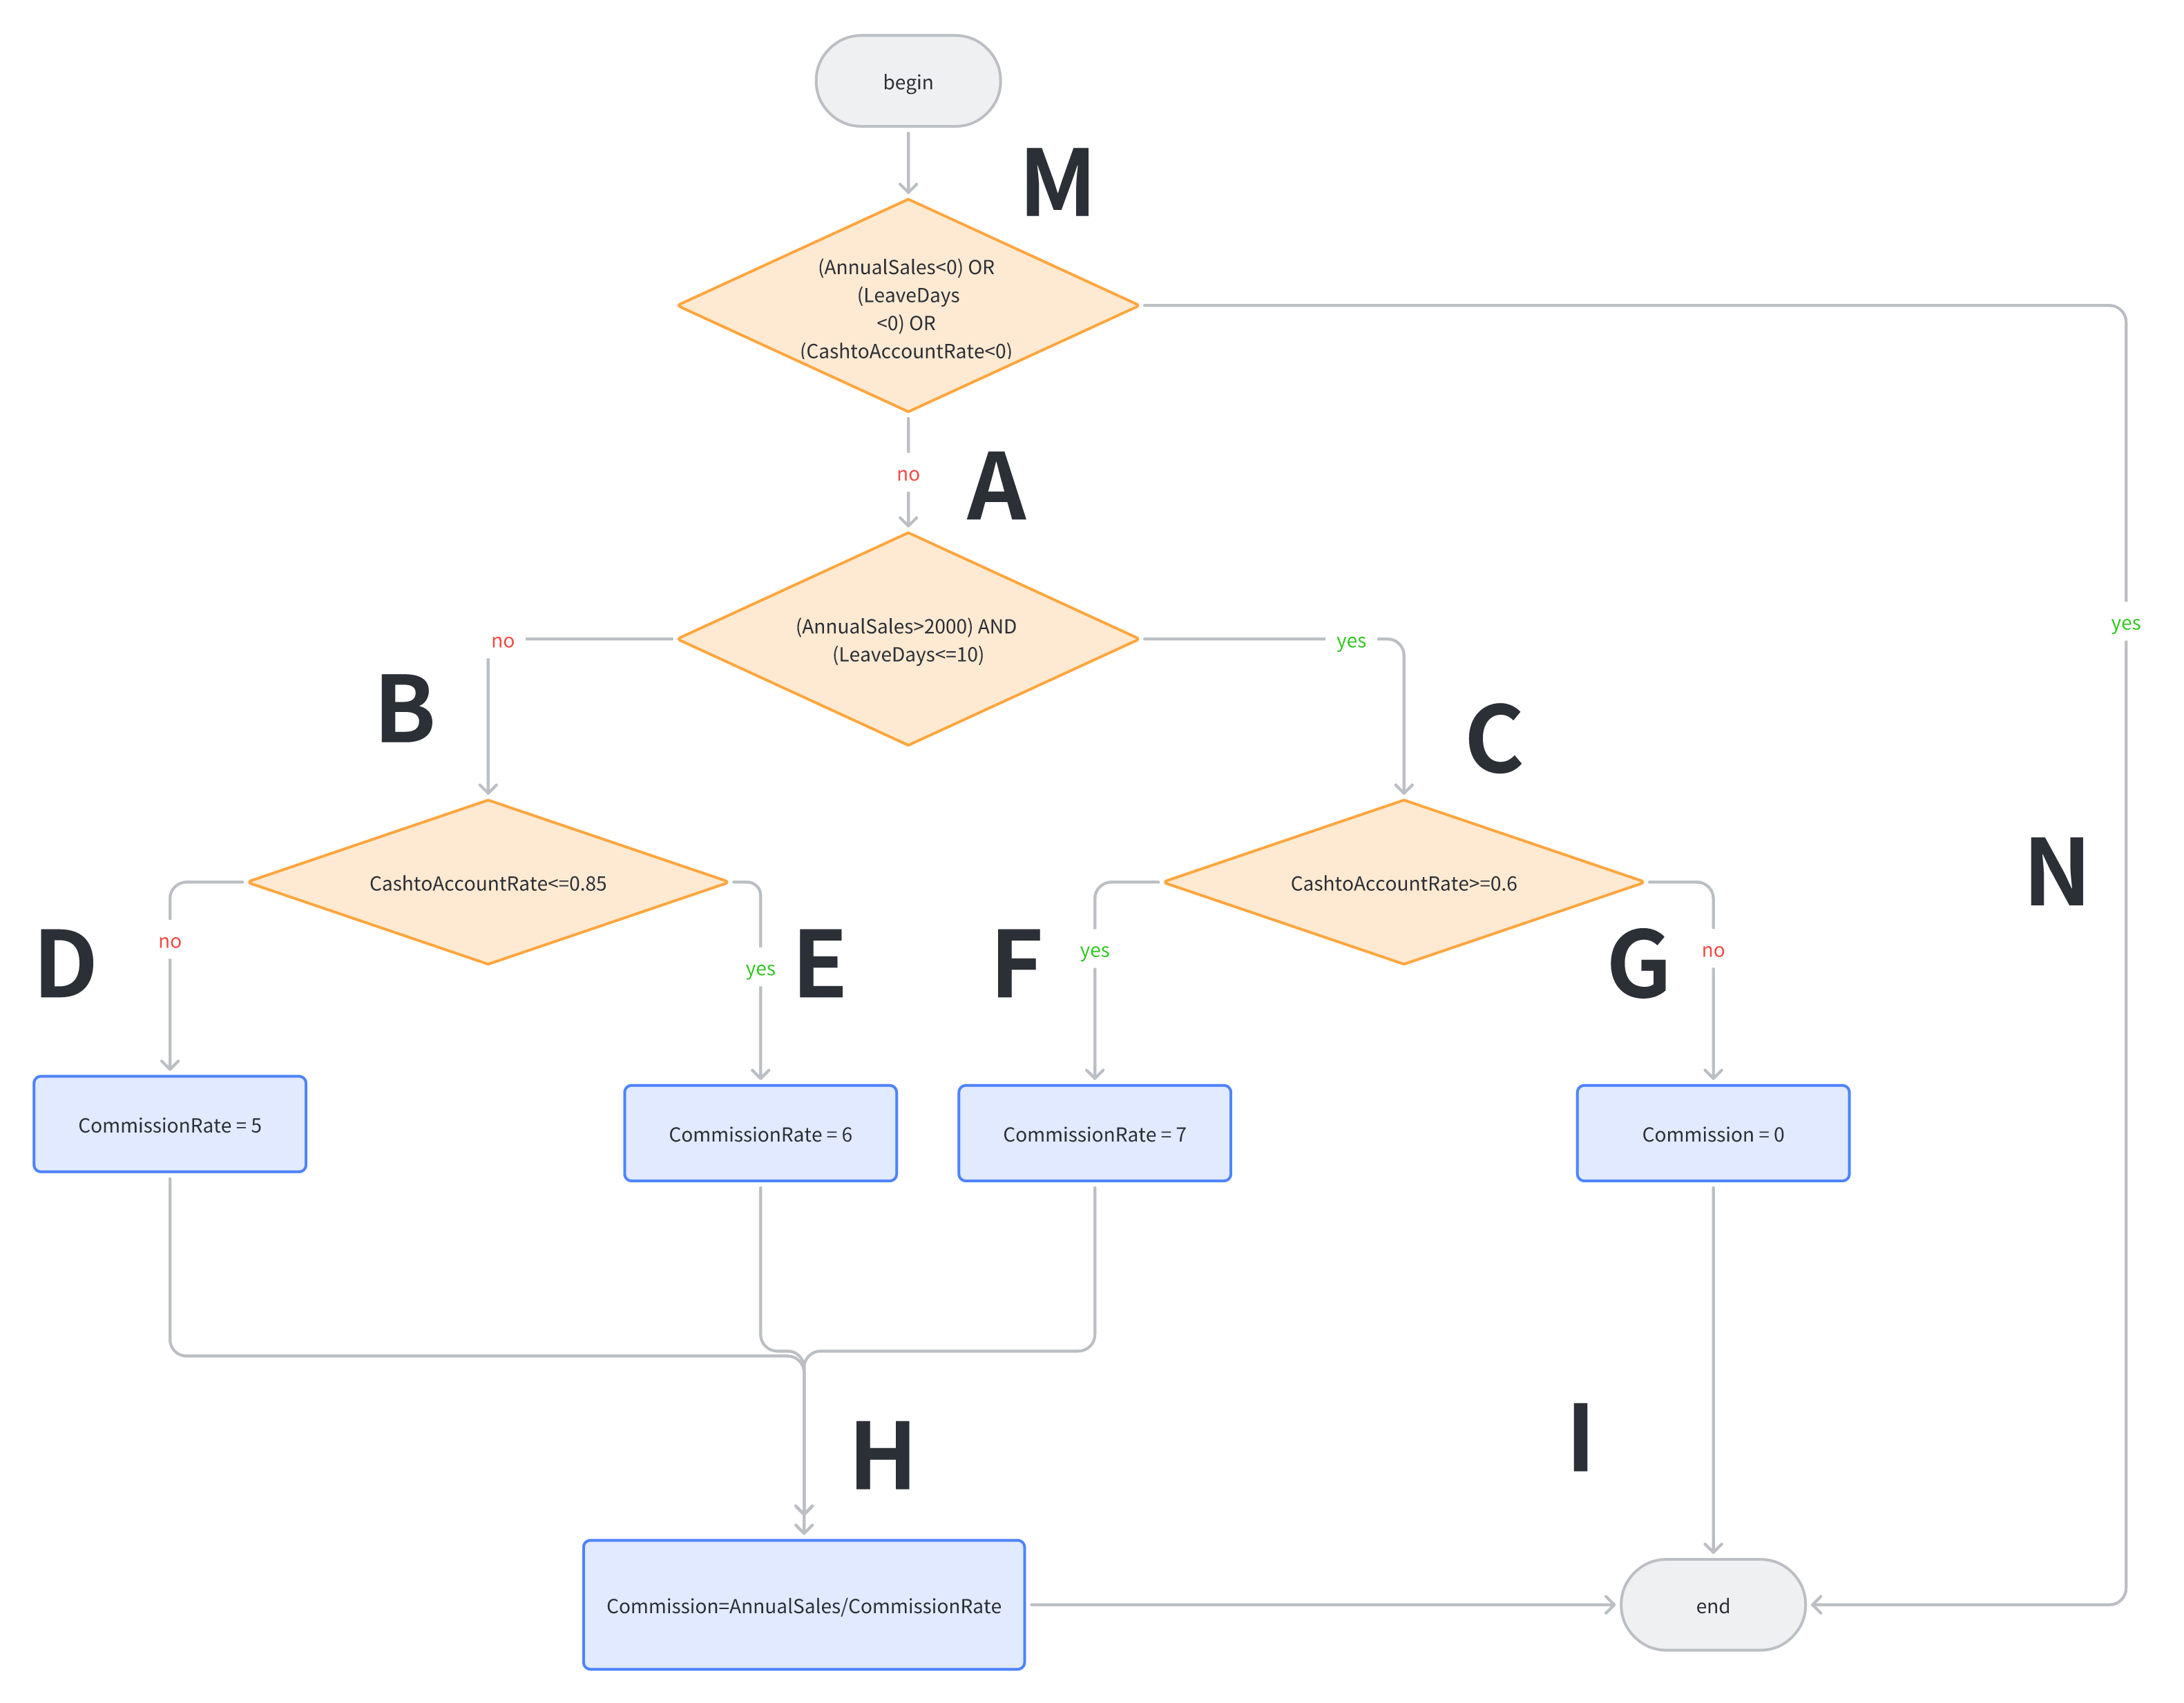 begin
M
(AnnualSales<0) OR
(LeaveDays
<0) OR
(CashtoAccountRate<0)
no
A
(AnnualSales>2000) AND
(LeaveDays<=10)
no
yes
yes
B
C
CashtoAccountRate<=0.85
CashtoAccountRate>=0.6
N
D
no
yes
E
F
yes
G
no
CommissionRate = 5
CommissionRate = 6
CommissionRate = 7
Commission = 0
H
I
Commission=AnnualSales/CommissionRate
end